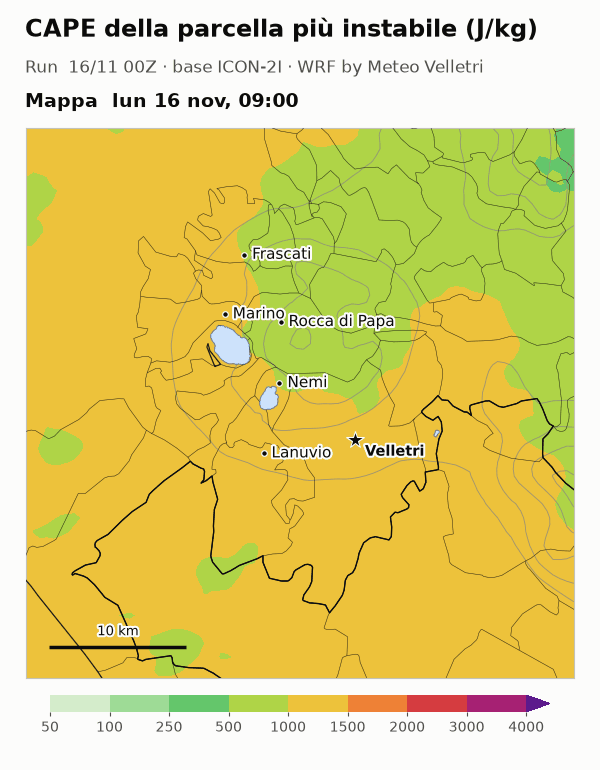 CAPE della parcella più instabile (J/kg)
Run  16/11 00Z · base ICON-2I · WRF by Meteo Velletri
Mappa  lun 16 nov, 09:00
Frascati
Marino
Rocca di Papa
Nemi
Velletri
Lanuvio
10 km
50 100 250 500 1000 1500 2000 3000 4000